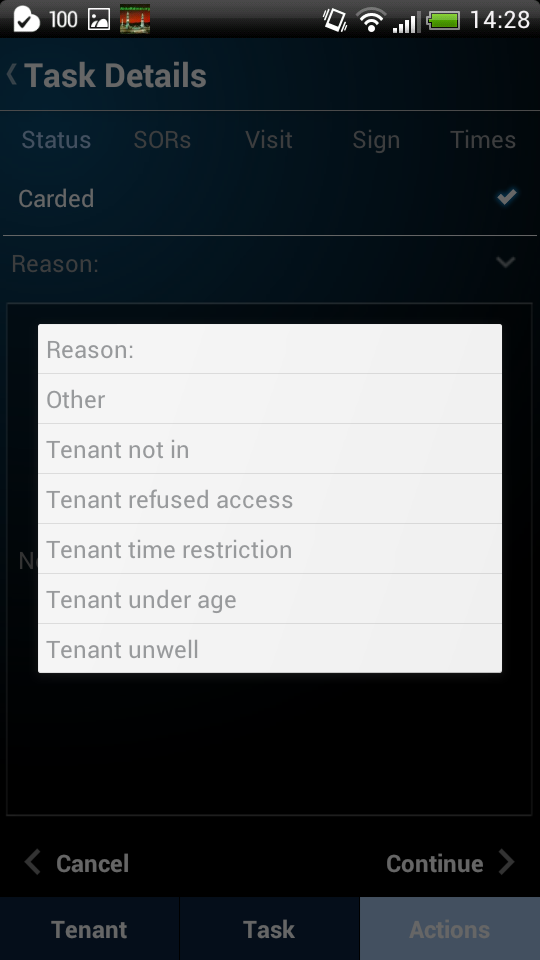 100 14:28
Task Details
Status SORs Visit Sign Times
Carded
Reason:
Reason:
Other
Tenant not in
Tenant refused access
Tenant time restriction
Tenant under age
Tenant unwell
Cancel Continue
Tenant Task Actions